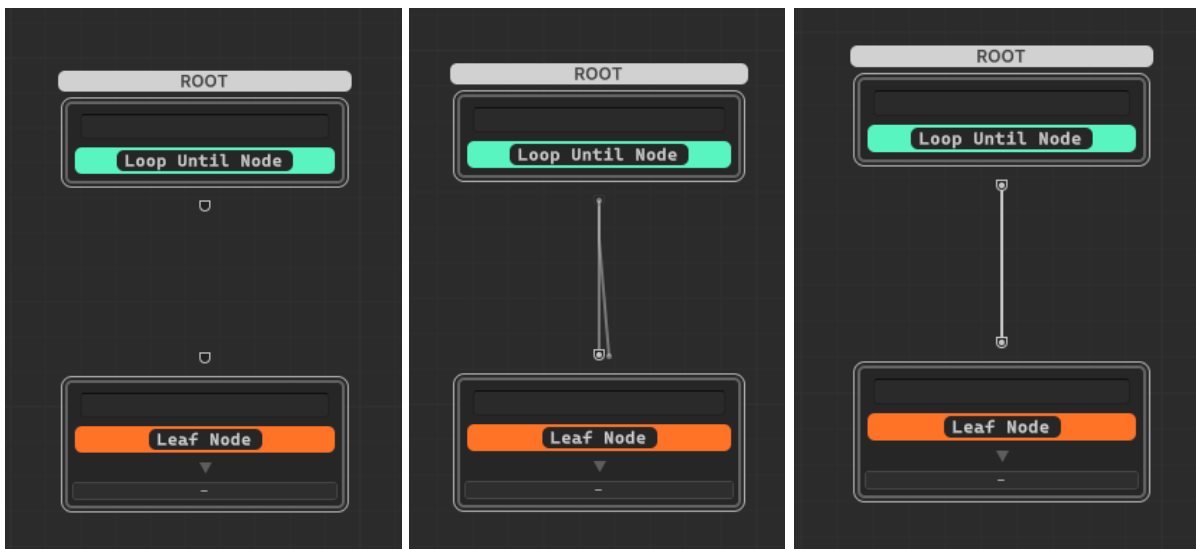 ROOT
Loop Until Node
Leaf Node
–
ROOT
Loop Until Node
Leaf Node
–
ROOT
Loop Until Node
Leaf Node
–